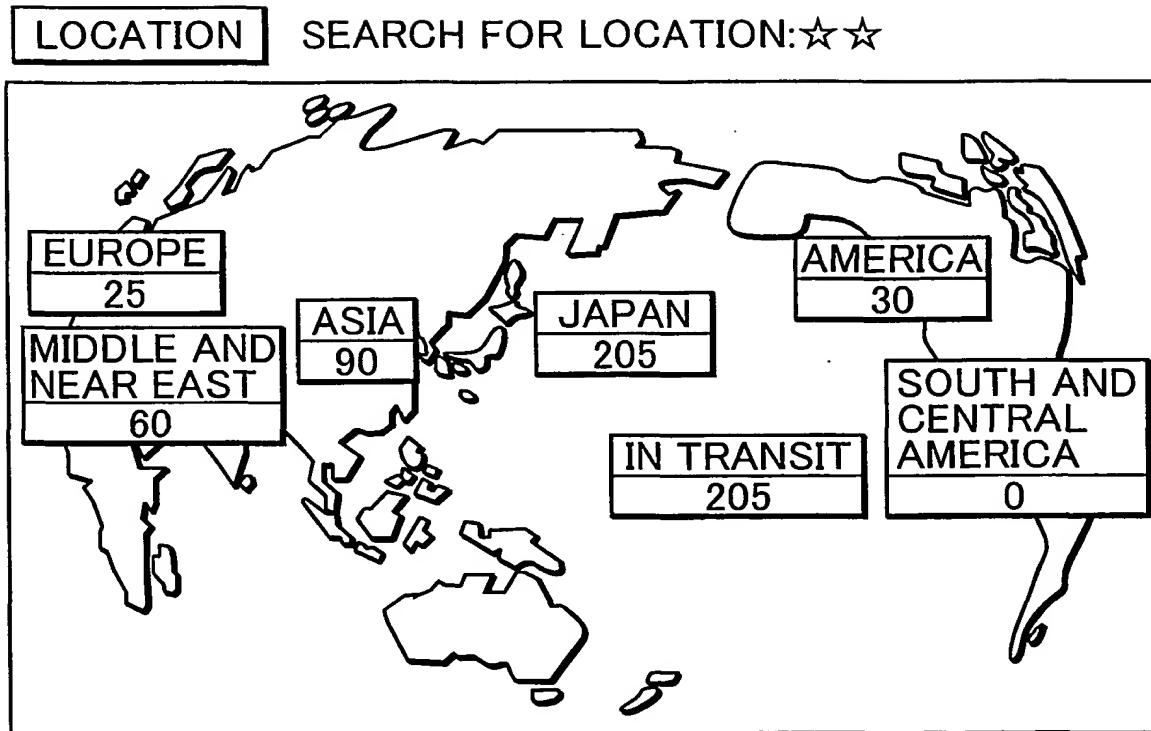 LOCATION
SEARCH FOR LOCATION:☆☆
EUROPE
25
MIDDLE AND
NEAR EAST
60
ASIA
90
JAPAN
205
AMERICA
30
IN TRANSIT
205
SOUTH AND
CENTRAL
AMERICA
0